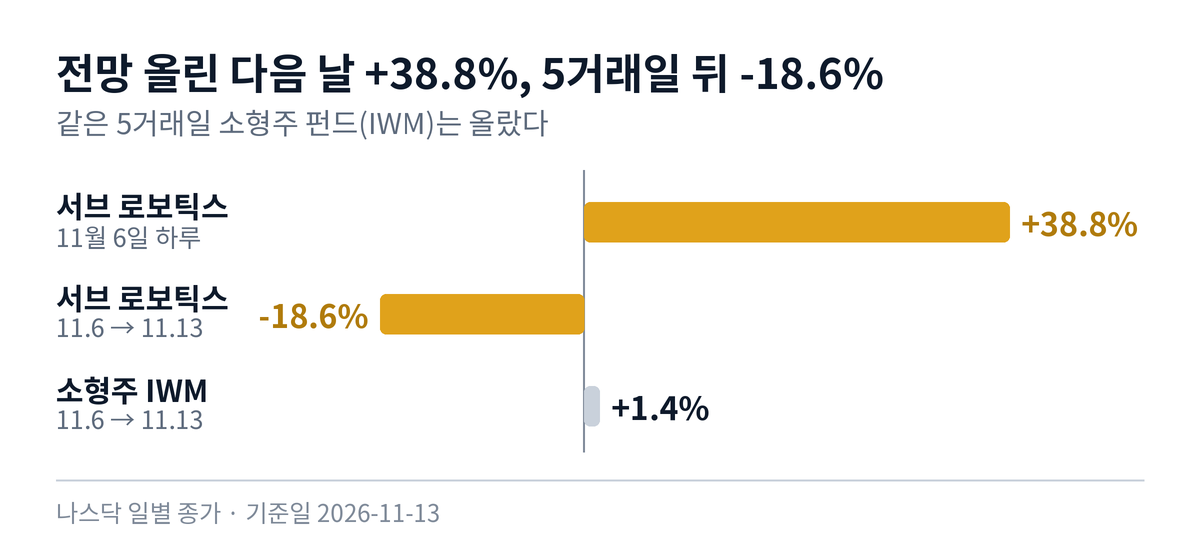 전망 올린 다음 날 +38.8%, 5거래일 뒤 -18.6%
같은 5거래일 소형주 펀드(IWM)는 올랐다
서브 로보틱스
11월 6일 하루
+38.8%
서브 로보틱스
11.6 → 11.13
-18.6%
소형주 IWM
11.6 → 11.13
+1.4%
나스닥 일별 종가 · 기준일 2026-11-13